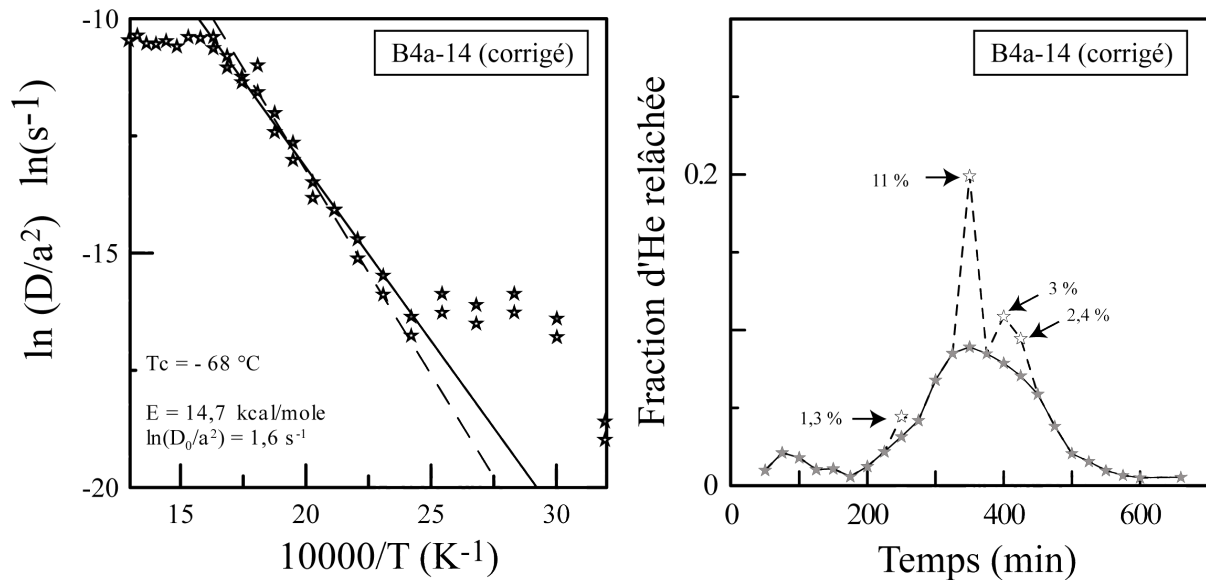 B4a-14 (corrigé)
ln (D/a²) ln(s⁻¹)
-10
-15
-20
Tc = - 68 °C
E = 14,7 kcal/mole
ln(D₀/a²) = 1,6 s⁻¹
15 20 25 30
10000/T (K⁻¹)
B4a-14 (corrigé)
Fraction d'He relâchée
0.2
0
11 %
3 %
2,4 %
1,3 %
0 200 400 600
Temps (min)